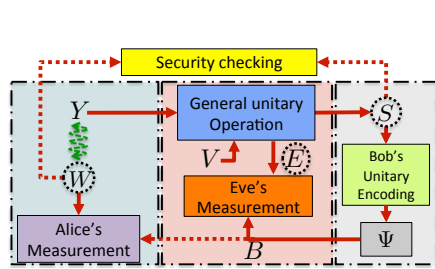 Security checking
Y
General unitary
Operation
S
V
E
W
Bob's
Unitary
Encoding
Eve's
Measurement
Alice's
Measurement
B
Ψ